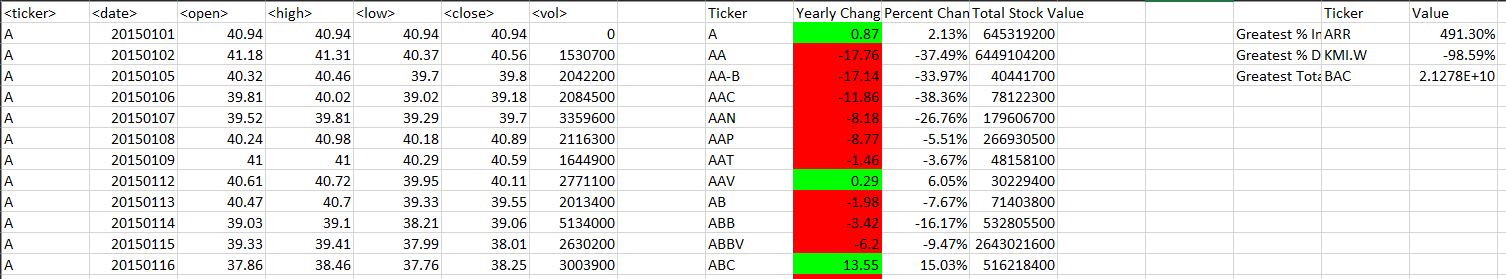 <ticker> <date> <open> <high> <low> <close> <vol> Ticker Yearly Chang Percent Chan Total Stock Value Ticker Value
A 20150101 40.94 40.94 40.94 40.94 0 A 0.87 2.13% 645319200 Greatest % In ARR 491.30%
A 20150102 41.18 41.31 40.37 40.56 1530700 AA -17.76 -37.49% 6449104200 Greatest % D KMI.W -98.59%
A 20150105 40.32 40.46 39.7 39.8 2042200 AA-B -17.14 -33.97% 40441700 Greatest Tota BAC 2.1278E+10
A 20150106 39.81 40.02 39.02 39.18 2084500 AAC -11.86 -38.36% 78122300
A 20150107 39.52 39.81 39.29 39.7 3359600 AAN -8.18 -26.76% 179606700
A 20150108 40.24 40.98 40.18 40.89 2116300 AAP -8.77 -5.51% 266930500
A 20150109 41 41 40.29 40.59 1644900 AAT -1.46 -3.67% 48158100
A 20150112 40.61 40.72 39.95 40.11 2771100 AAV 0.29 6.05% 30229400
A 20150113 40.47 40.7 39.33 39.55 2013400 AB -1.98 -7.67% 71403800
A 20150114 39.03 39.1 38.21 39.06 5134000 ABB -3.42 -16.17% 532805500
A 20150115 39.33 39.41 37.99 38.01 2630200 ABBV -6.2 -9.47% 2643021600
A 20150116 37.86 38.46 37.76 38.25 3003900 ABC 13.55 15.03% 516218400